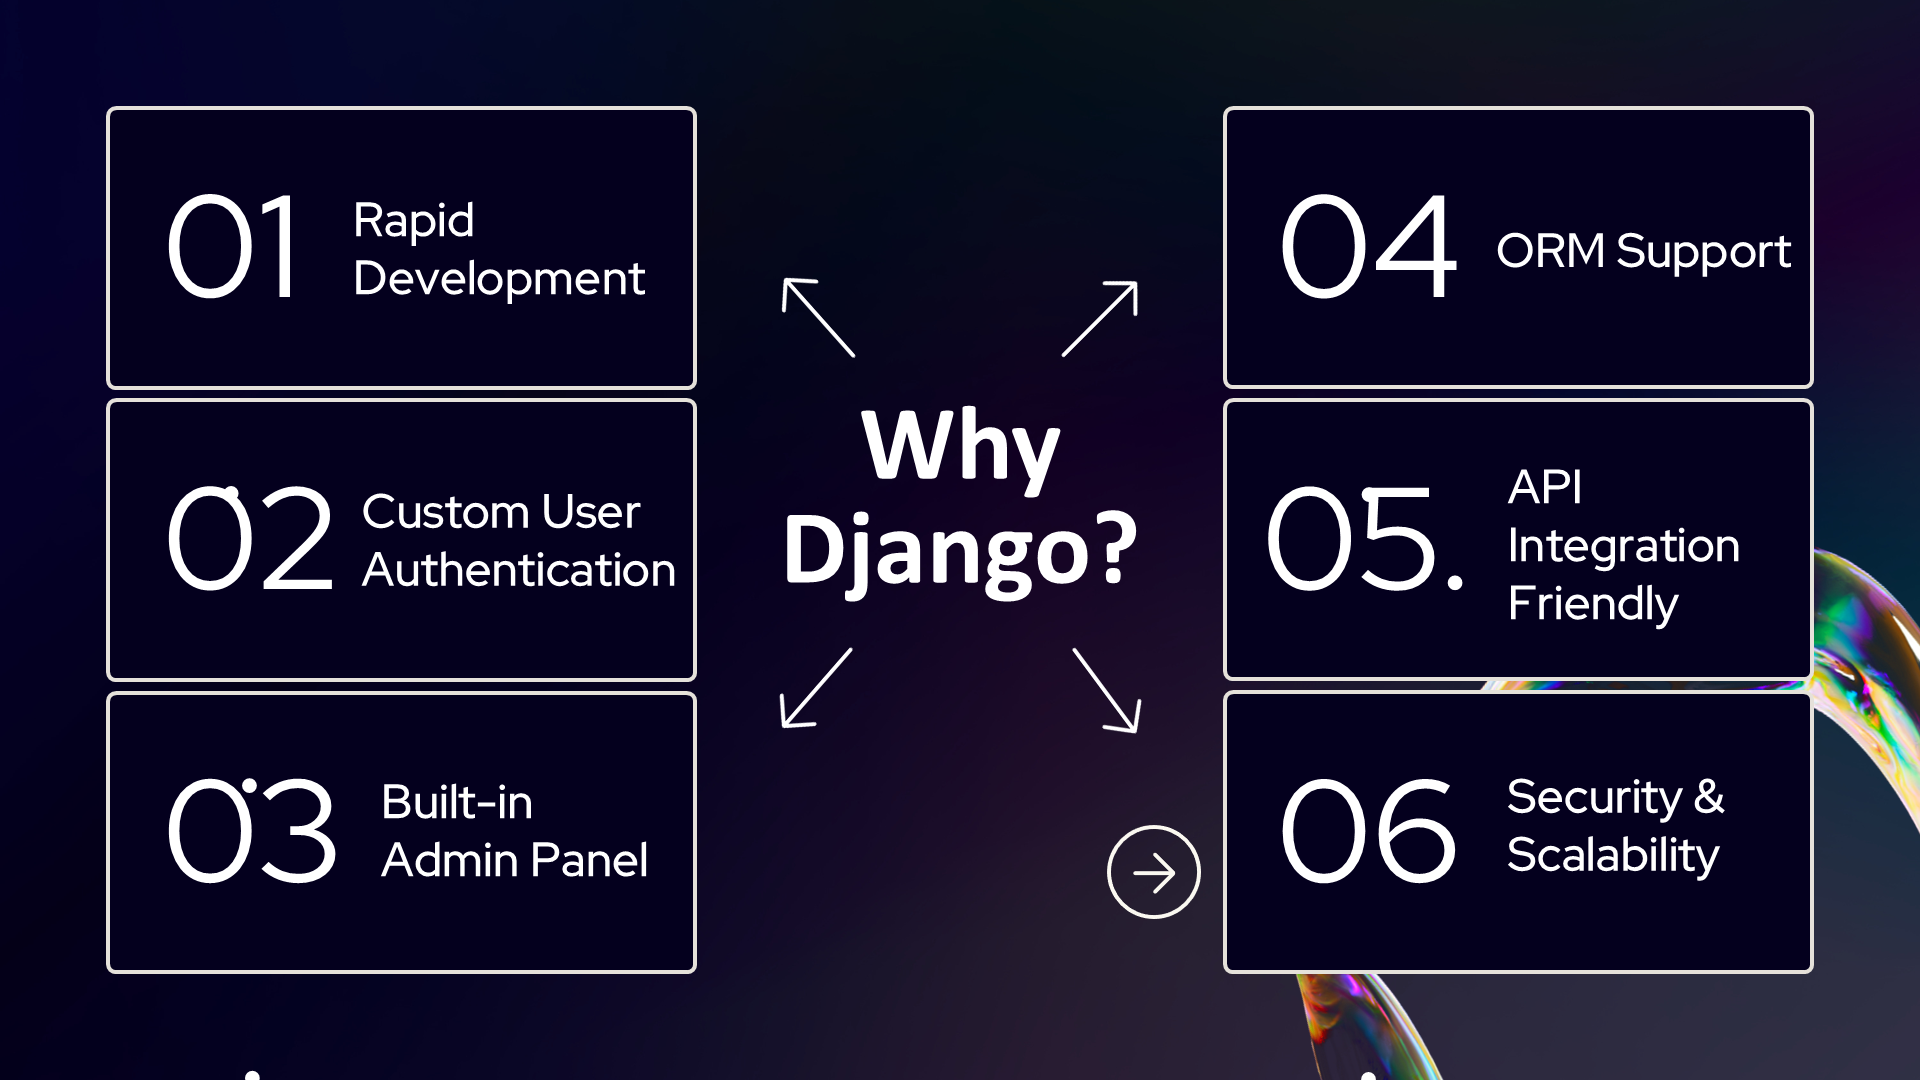 01
Rapid
Development
02
Custom User
Authentication
03
Built-in
Admin Panel
Why
Django?
04
ORM Support
05.
API
Integration
Friendly
06
Security &
Scalability